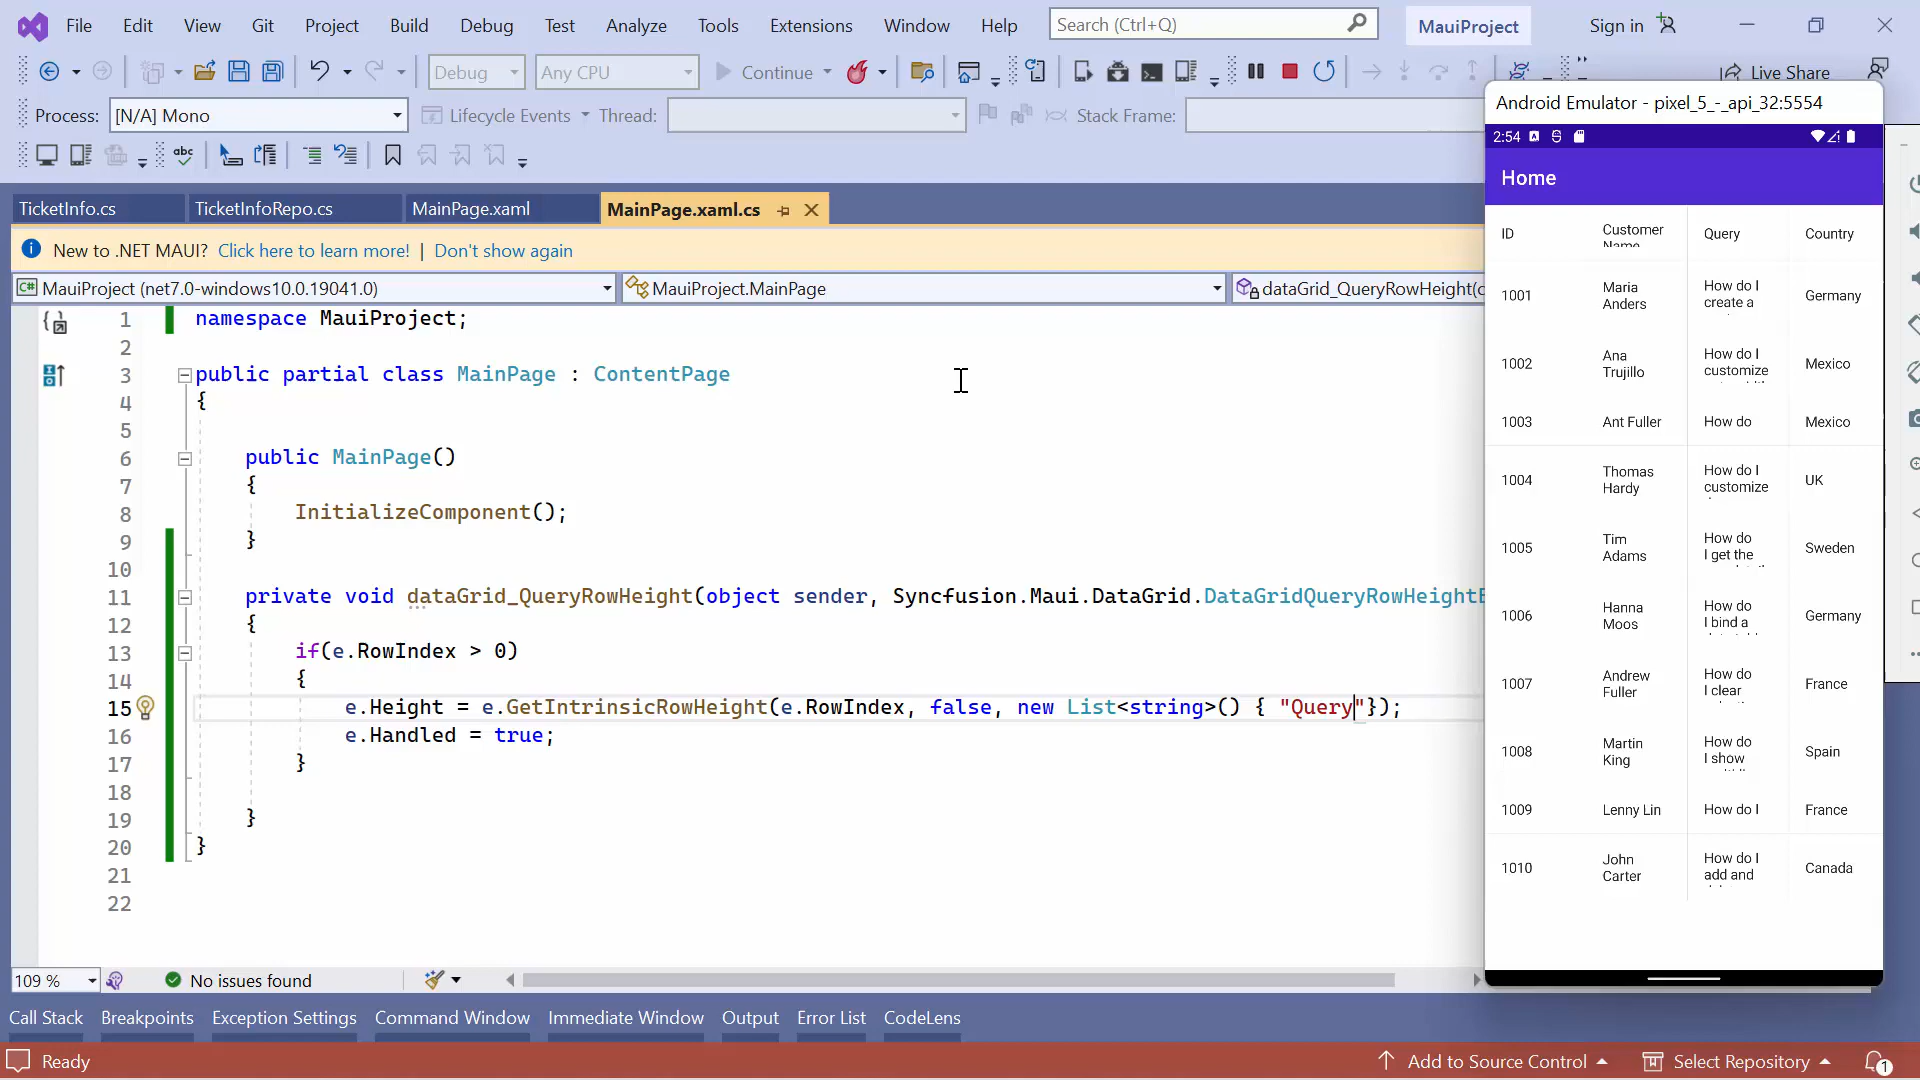 File Edit View Git Project Build Debug Test Analyze Tools Extensions Window Help Search (Ctrl+Q) MauiProject Sign in
Debug Any CPU Continue Live Share
Process: [N/A] Mono Lifecycle Events Thread: Stack Frame:
abc
TicketInfo.cs TicketInfoRepo.cs MainPage.xaml MainPage.xaml.cs
New to .NET MAUI? Click here to learn more! | Don't show again
C# MauiProject (net7.0-windows10.0.19041.0) MauiProject.MainPage dataGrid_QueryRowHeight(o
1 namespace MauiProject;
2
3 public partial class MainPage : ContentPage
4 {
5
6 public MainPage()
7 {
8 InitializeComponent();
9 }
10
11 private void dataGrid_QueryRowHeight(object sender, Syncfusion.Maui.DataGrid.DataGridQueryRowHeightE
12 {
13 if(e.RowIndex > 0)
14 {
15 e.Height = e.GetIntrinsicRowHeight(e.RowIndex, false, new List<string>() { "Query"});
16 e.Handled = true;
17 }
18
19 }
20 }
21
22
109 % No issues found
Call Stack Breakpoints Exception Settings Command Window Immediate Window Output Error List CodeLens
Ready Add to Source Control Select Repository 1
Android Emulator - pixel_5_-_api_32:5554
2:54
Home
ID Customer Name Query Country
1001 Maria Anders How do I create a Germany
1002 Ana Trujillo How do I customize Mexico
1003 Ant Fuller How do Mexico
1004 Thomas Hardy How do I customize UK
1005 Tim Adams How do I get the Sweden
1006 Hanna Moos How do I bind a Germany
1007 Andrew Fuller How do I clear France
1008 Martin King How do I show Spain
1009 Lenny Lin How do I France
1010 John Carter How do I add and Canada